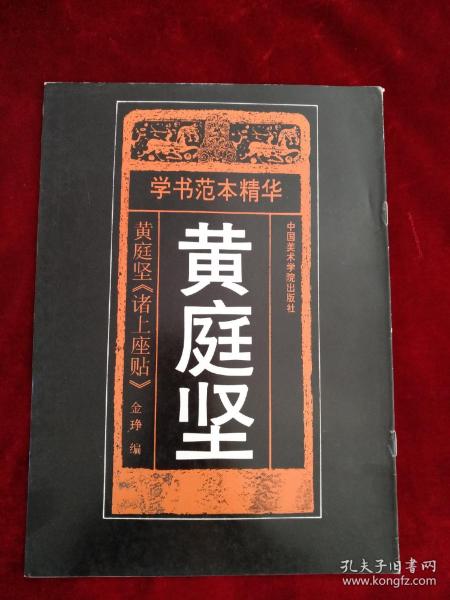 学书范本精华
中国美术学院出版社
黄庭坚
黄庭坚《诸上座贴》
金琤 编
孔夫子旧书网
www.kongfz.com